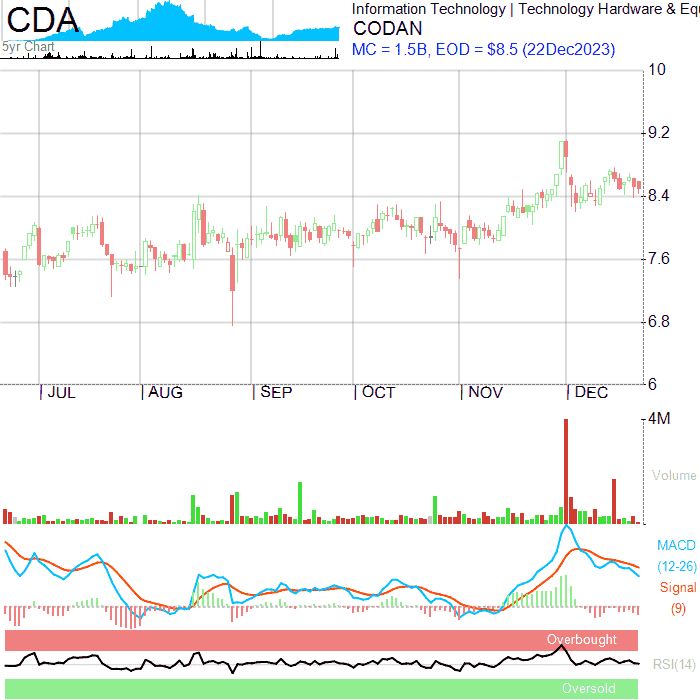 CDA
5yr Chart
Information Technology | Technology Hardware & Equ
CODAN
MC = 1.5B, EOD = $8.5 (22Dec2023)
10
9.2
8.4
7.6
6.8
6
JUL AUG SEP OCT NOV DEC
4M
Volume
MACD
(12-26)
Signal
(9)
Overbought
RSI(14)
Oversold